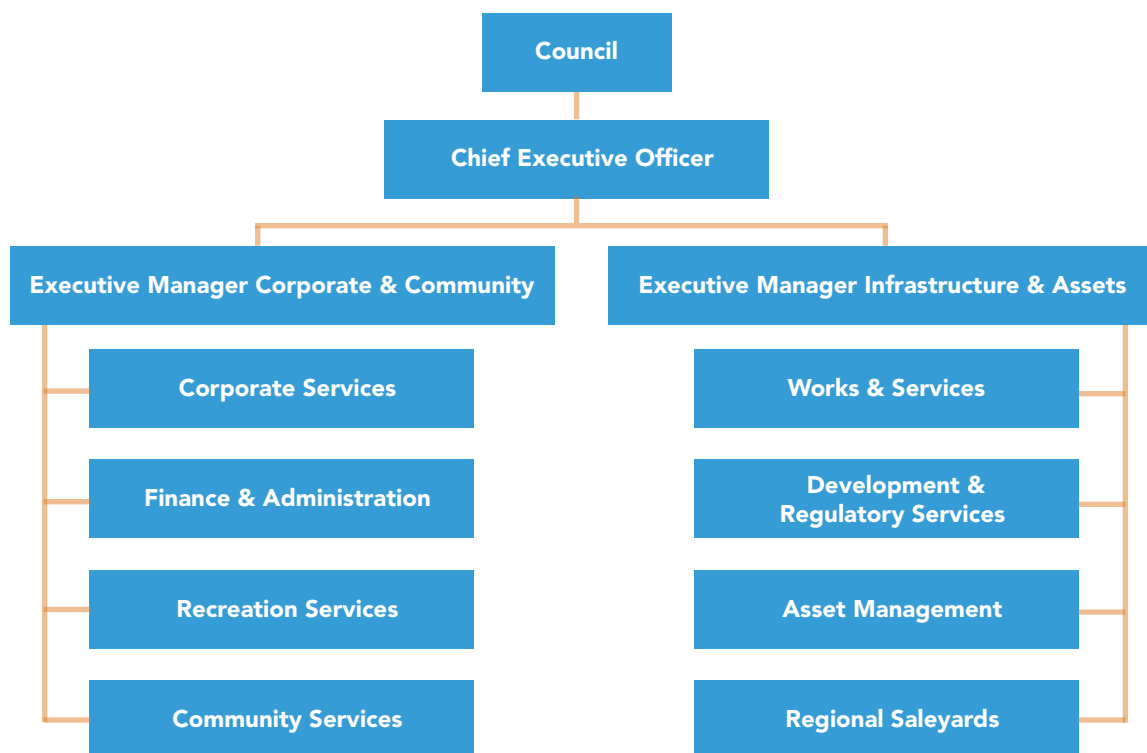 Council
Chief Executive Officer
Executive Manager Corporate & Community
Executive Manager Infrastructure & Assets
Corporate Services
Finance & Administration
Recreation Services
Community Services
Works & Services
Development &
Regulatory Services
Asset Management
Regional Saleyards